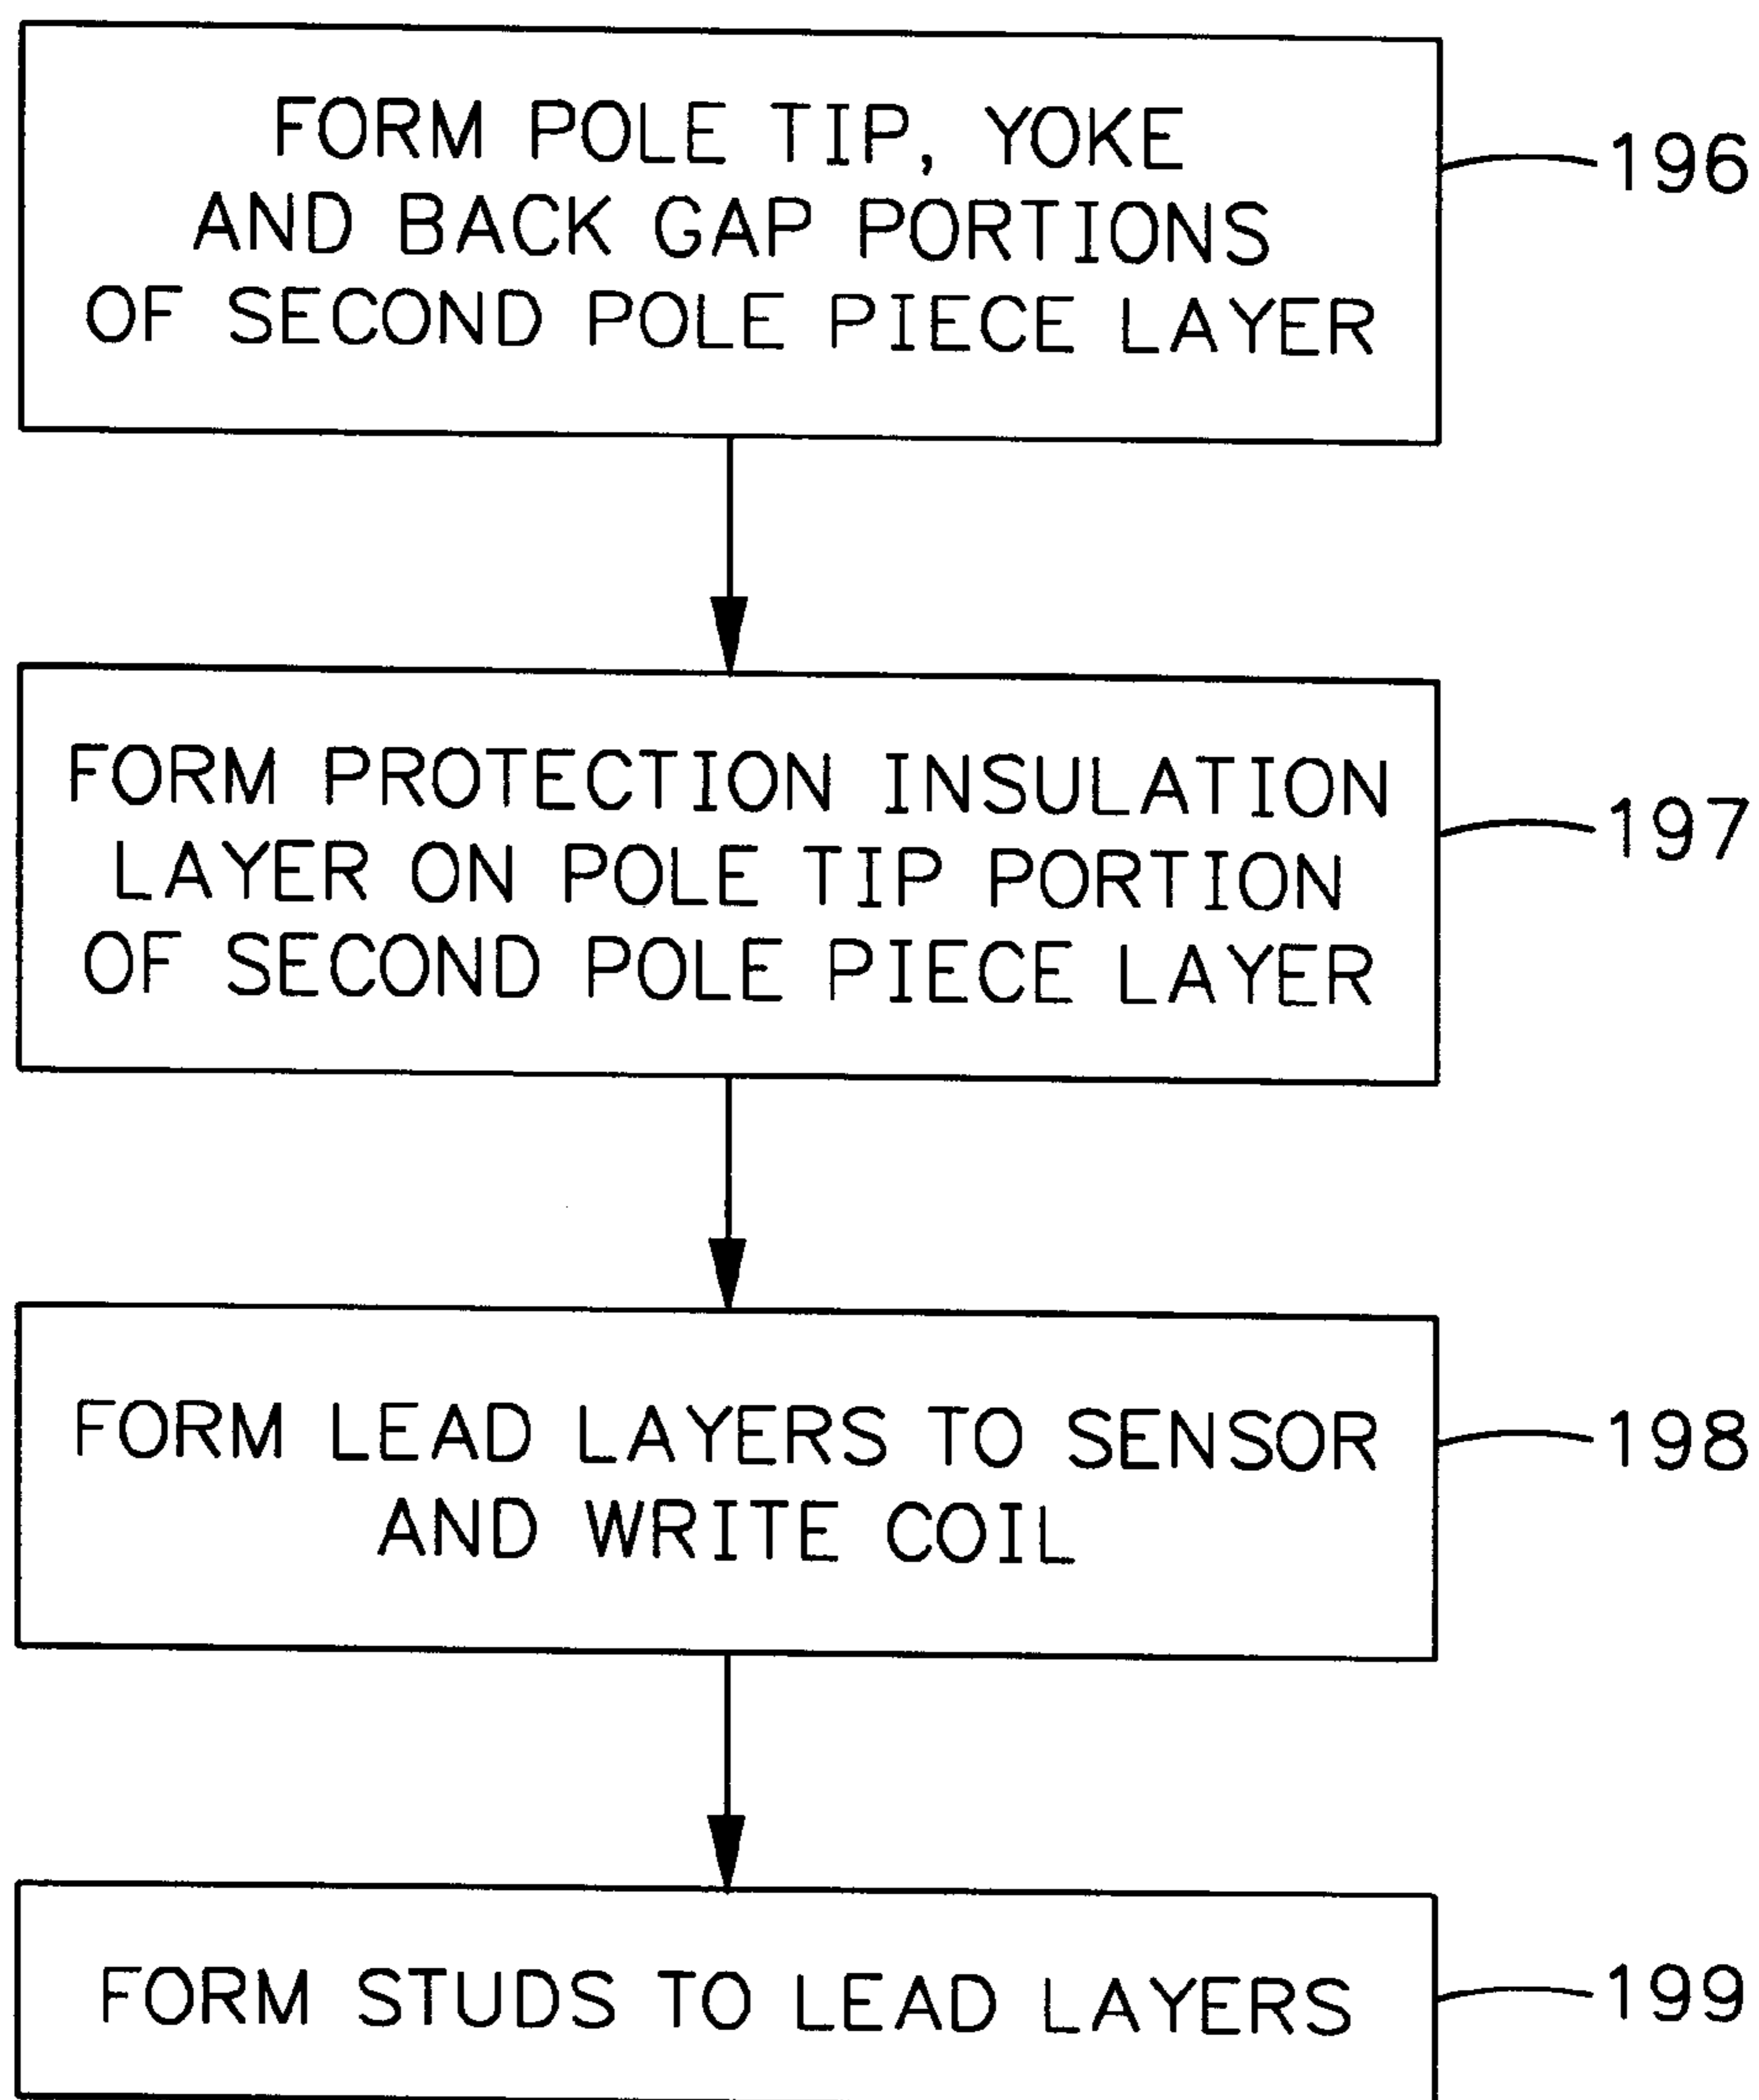 FORM POLE TIP, YOKE
AND BACK GAP PORTIONS
OF SECOND POLE PIECE LAYER
196
FORM PROTECTION INSULATION
LAYER ON POLE TIP PORTION
OF SECOND POLE PIECE LAYER
197
FORM LEAD LAYERS TO SENSOR
AND WRITE COIL
198
FORM STUDS TO LEAD LAYERS
199